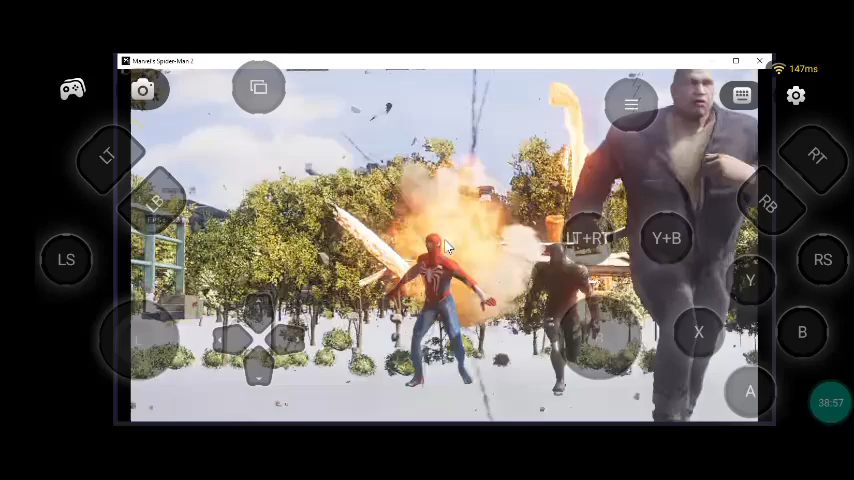 Marvel's Spider-Man 2
147ms
LT
RT
LB
RB
LS
LT+RT
Y+B
RS
Y
X
B
A
38:57